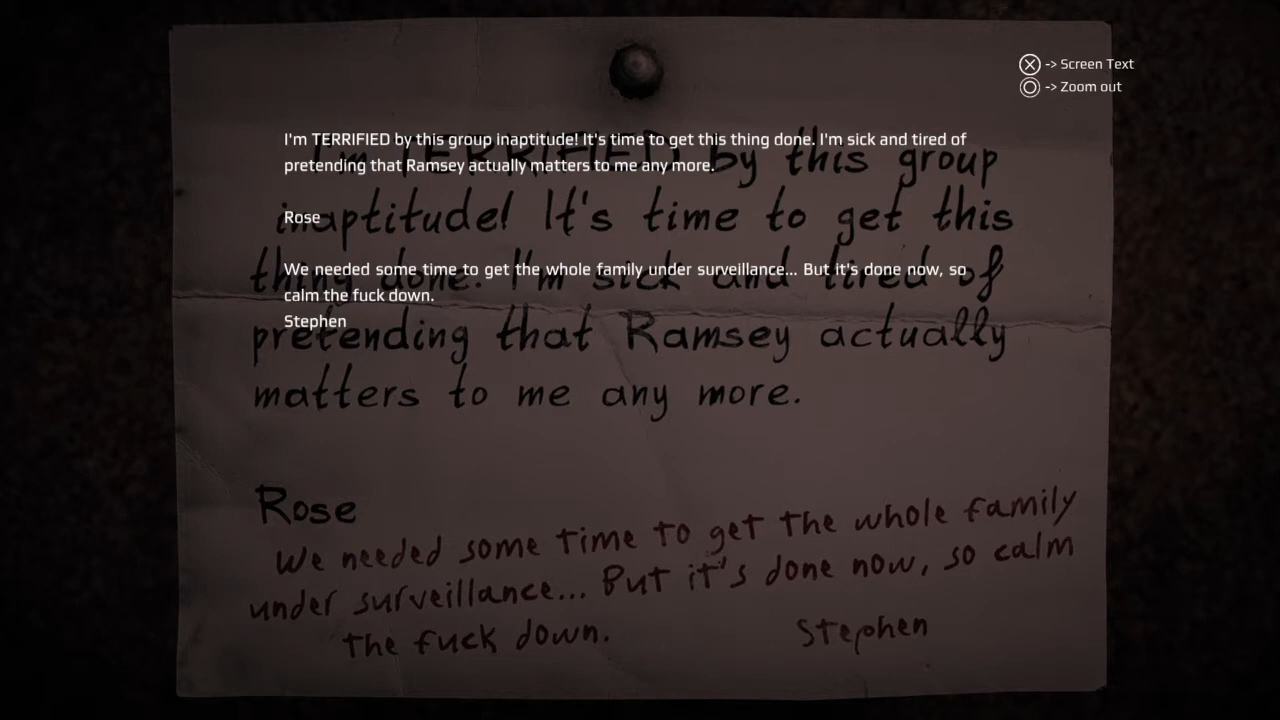 -> Screen Text
-> Zoom out
I'm TERRIFIED by this group inaptitude! It's time to get this thing done. I'm sick and tired of
pretending that Ramsey actually matters to me any more.
Rose
We needed some time to get the whole family under surveillance... But it's done now, so
calm the fuck down.
Stephen
I'm TERRIFIED by this group
inaptitude! It's time to get this
thing done. I'm sick and tired of
pretending that Ramsey actually
matters to me any more.
Rose
We needed some time to get the whole family
under surveillance... But it's done now, so calm
the fuck down.
Stephen